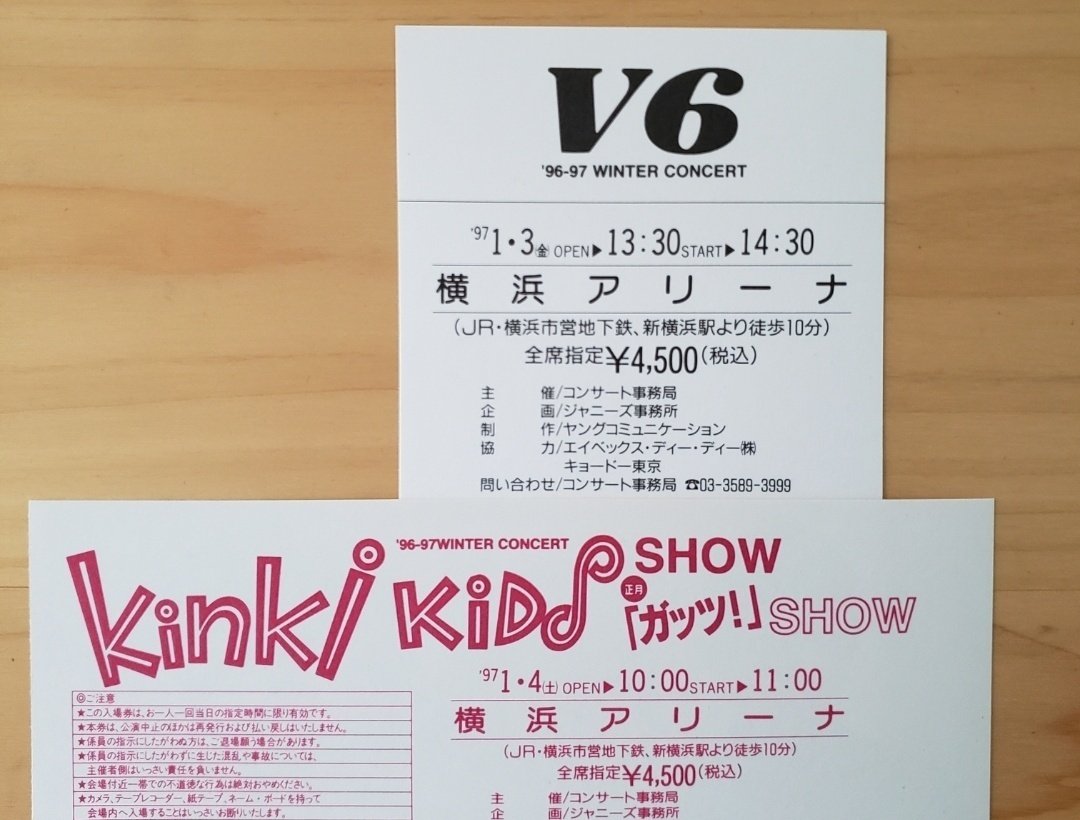 V6
'96-97 WINTER CONCERT
'97 1・3㊎ OPEN▶13:30 START▶14:30
横浜アリーナ
(JR・横浜市営地下鉄、新横浜駅より徒歩10分)
全席指定¥4,500(税込)
主　催/コンサート事務局
企　画/ジャニーズ事務所
制　作/ヤングコミュニケーション
協　力/エイベックス・ディー・ディー㈱
キョードー東京
問い合わせ/コンサート事務局 ☎03-3589-3999
'96-97WINTER CONCERT
Kinki KiDS SHOW
正月「ガッツ!」SHOW
'97 1・4(土) OPEN▶10:00 START▶11:00
横浜アリーナ
(JR・横浜市営地下鉄、新横浜駅より徒歩10分)
全席指定¥4,500(税込)
主　催/コンサート事務局
企　画/ジャニーズ事務所
◎ご注意
★この入場券は、お一人一回当日の指定時間に限り有効です。
★本券は、公演中止のほかは再発行および払い戻しはいたしません。
★係員の指示にしたがわぬ方は、ご退場願う場合があります。
★係員の指示にしたがわずに生じた混乱や事故については、
主催者側はいっさい責任を負いません。
★会場付近一帯での不道徳な行為は絶対おやめください。
★カメラ、テープレコーダー、紙テープ、ネーム・ボードを持って
会場内へ入場することはいっさいお断りいたします。